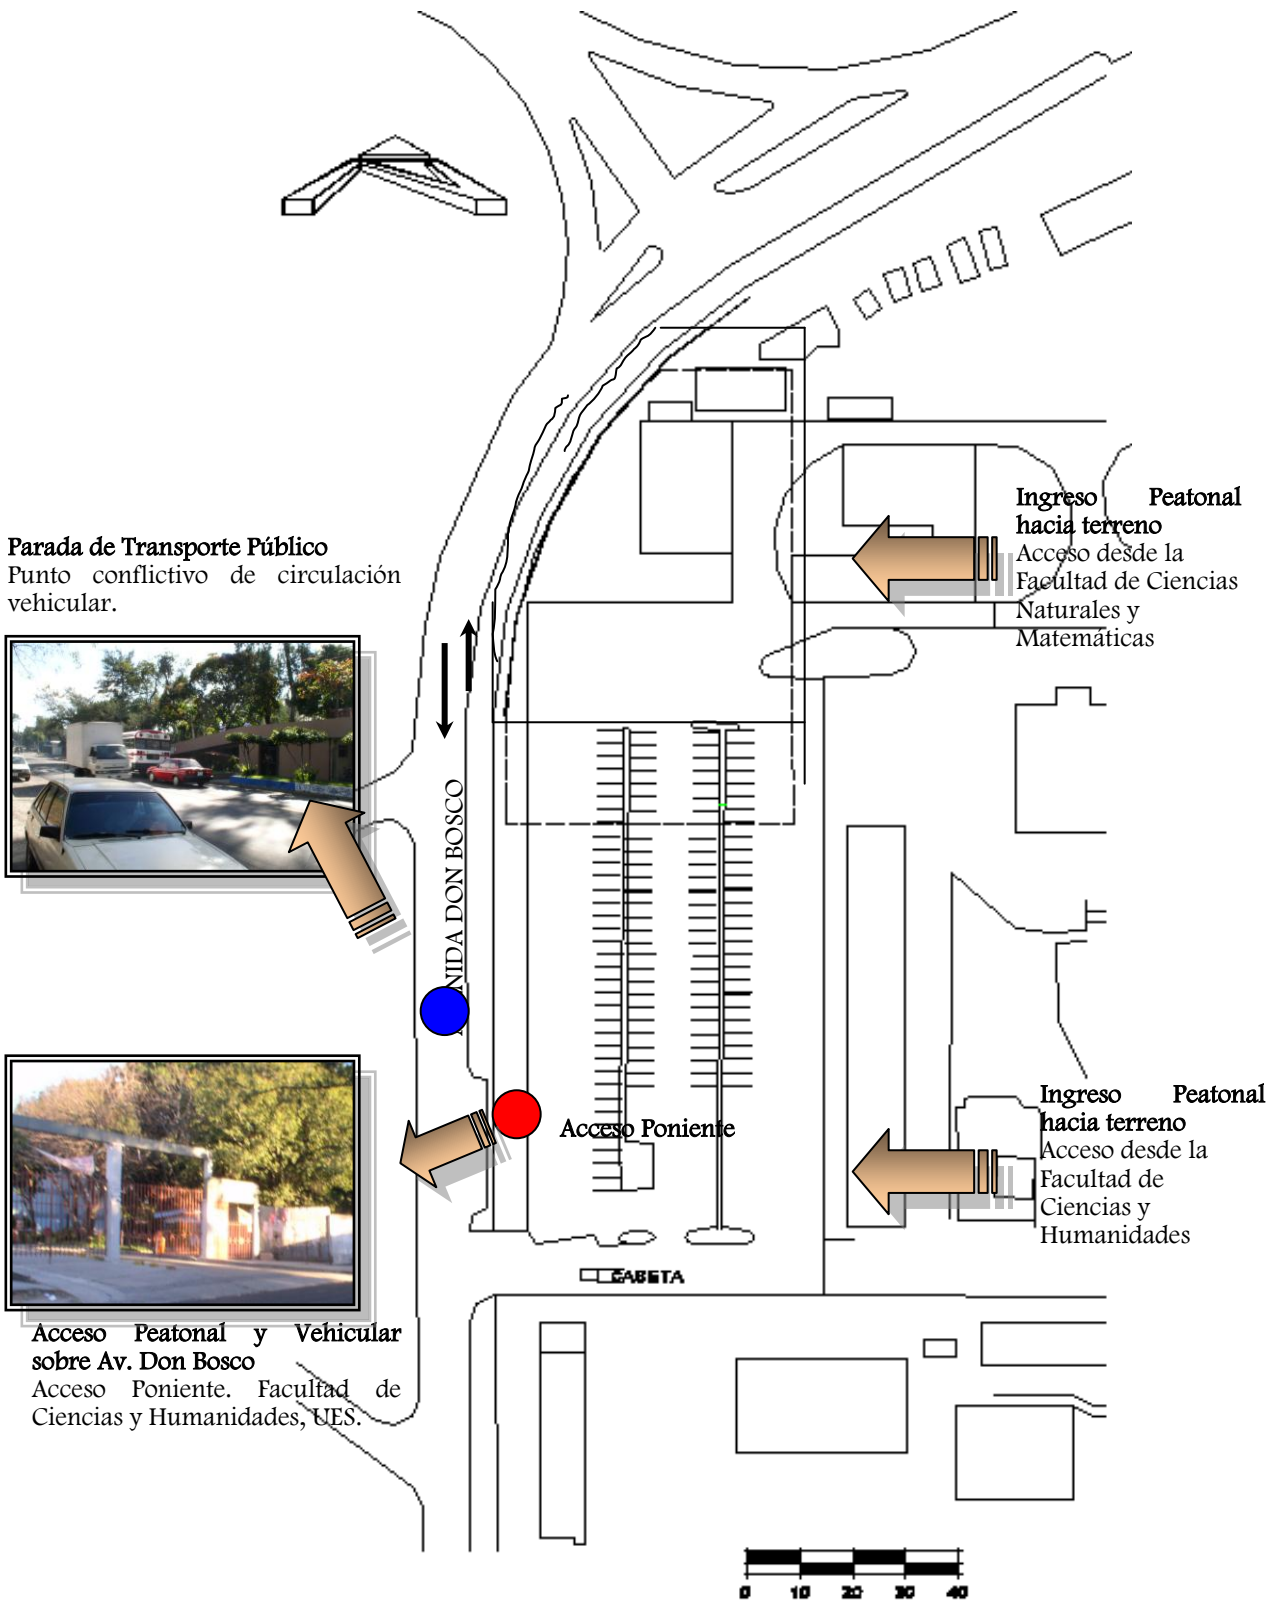 Ingreso Peatonal
hacia terreno
Acceso desde la
Facultad de Ciencias
Naturales y
Matemáticas
Parada de Transporte Público
Punto conflictivo de circulación
vehicular.
NIDA DON BOSCO
Acceso Poniente
Ingreso Peatonal
hacia terreno
Acceso desde la
Facultad de
Ciencias y
Humanidades
CASETA
Acceso Peatonal y Vehicular
sobre Av. Don Bosco
Acceso Poniente. Facultad de
Ciencias y Humanidades, UES.
0 10 20 30 40